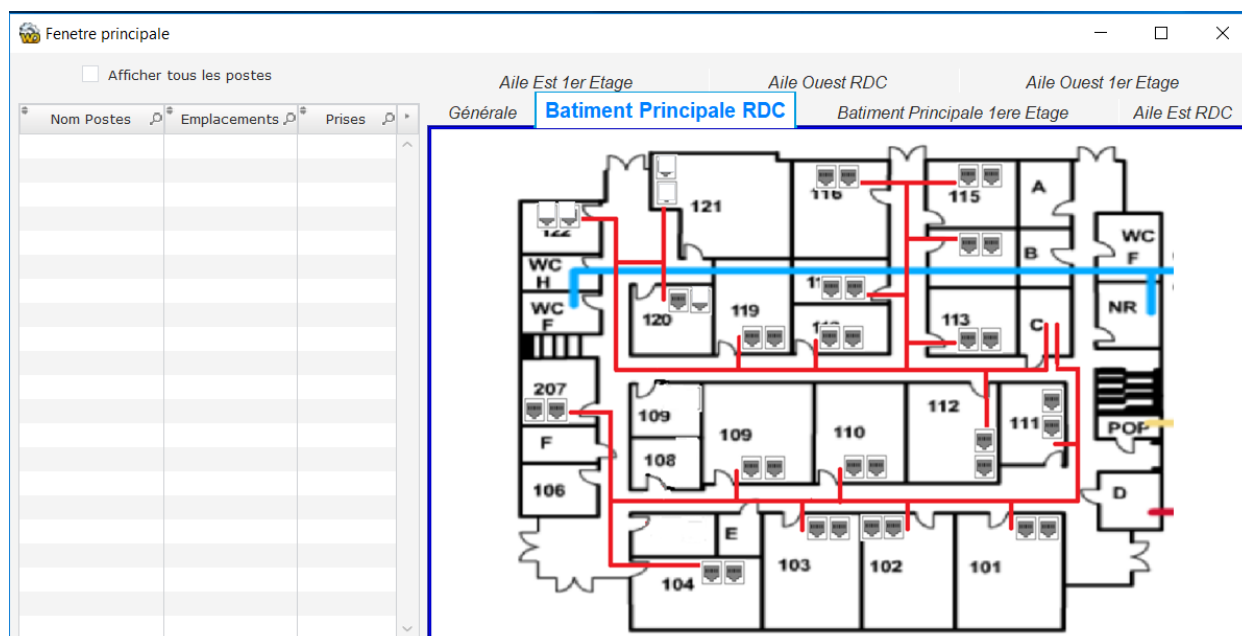 Fenetre principale
Afficher tous les postes
Nom Postes Emplacements Prises
Aile Est 1er Etage Aile Ouest RDC Aile Ouest 1er Etage
Générale Batiment Principale RDC Batiment Principale 1ere Etage Aile Est RDC
121 116 115 A
122 WC F
WC H B
WC F 120 119 113 C NR
207 109 112 111 POP
F 109 110
106 108 D
E
104 103 102 101